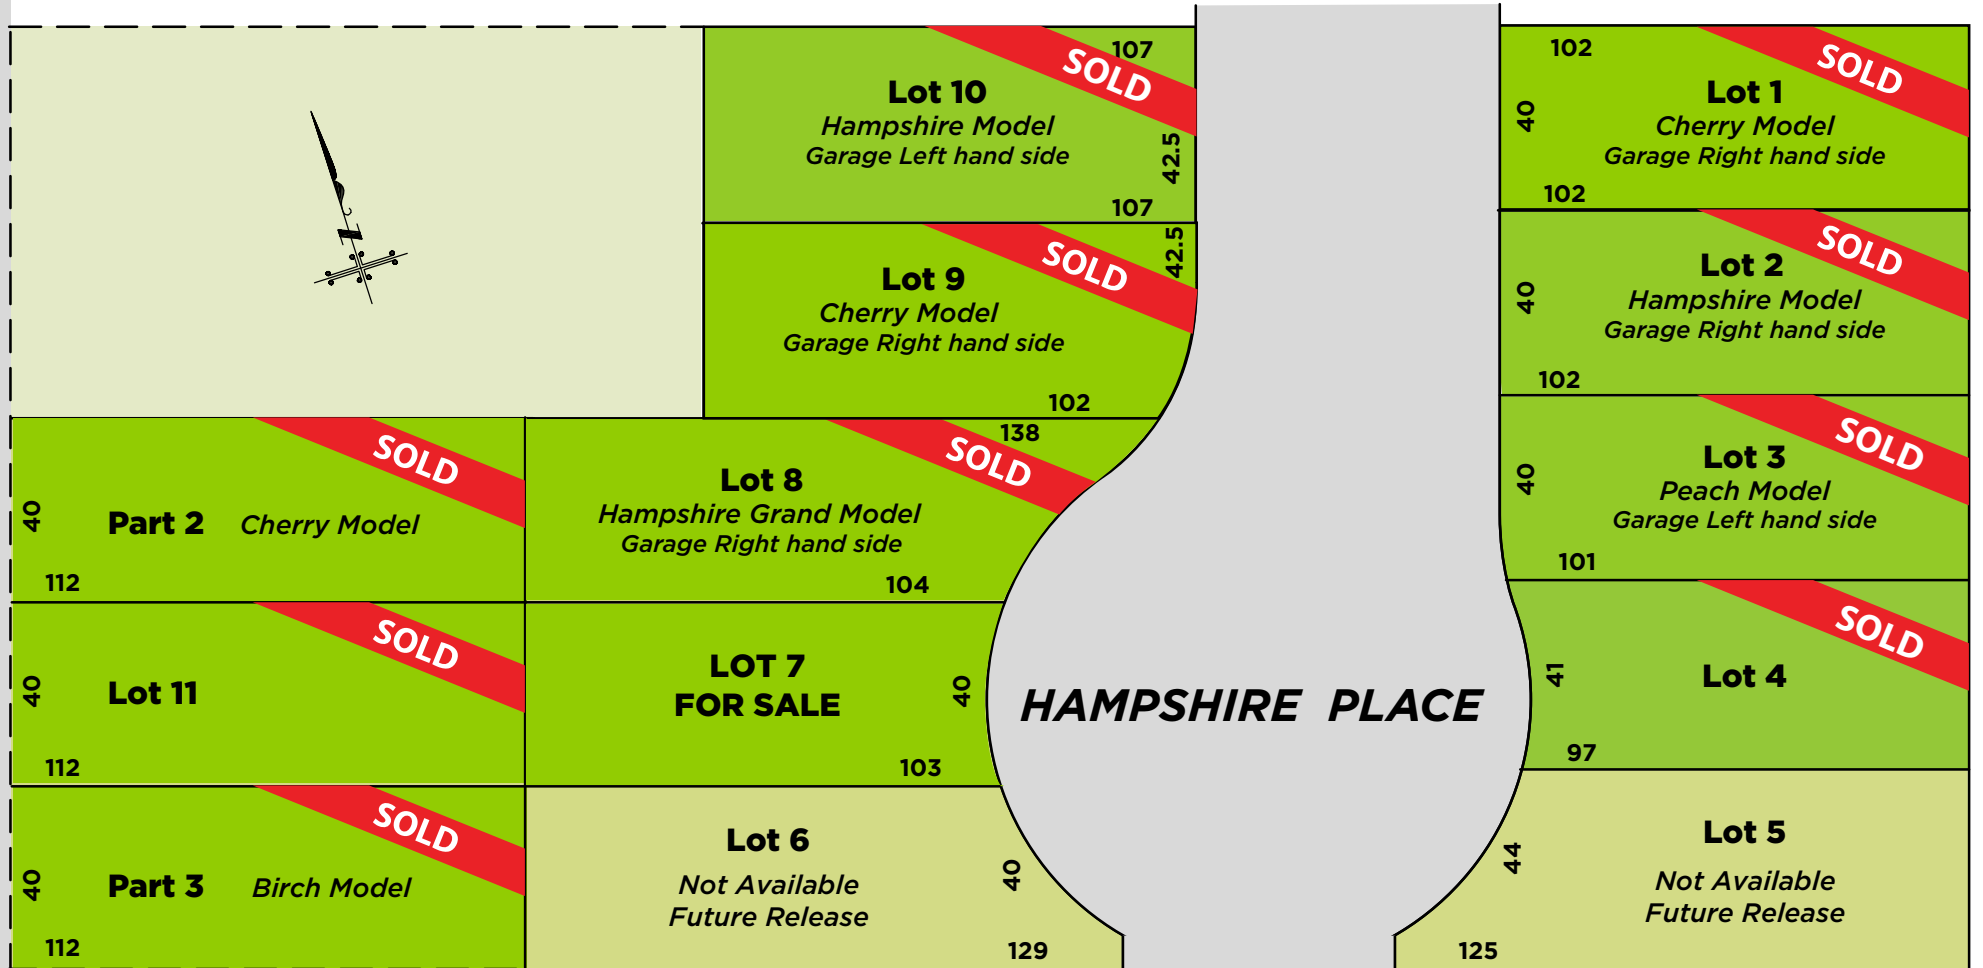 107
SOLD
Lot 10
Hampshire Model
Garage Left hand side
42.5
107
102
SOLD
Lot 1
40
Cherry Model
Garage Right hand side
102
42.5
SOLD
Lot 9
Cherry Model
Garage Right hand side
102
SOLD
Lot 2
40
Hampshire Model
Garage Right hand side
102
SOLD
Lot 3
40
Peach Model
Garage Left hand side
101
SOLD
40
Part 2 Cherry Model
112
138
SOLD
Lot 8
Hampshire Grand Model
Garage Right hand side
104
SOLD
40
Lot 11
112
LOT 7
FOR SALE
40
103
HAMPSHIRE PLACE
SOLD
41
Lot 4
97
SOLD
40
Part 3 Birch Model
112
Lot 6
Not Available
Future Release
40
129
44
Lot 5
Not Available
Future Release
125
N